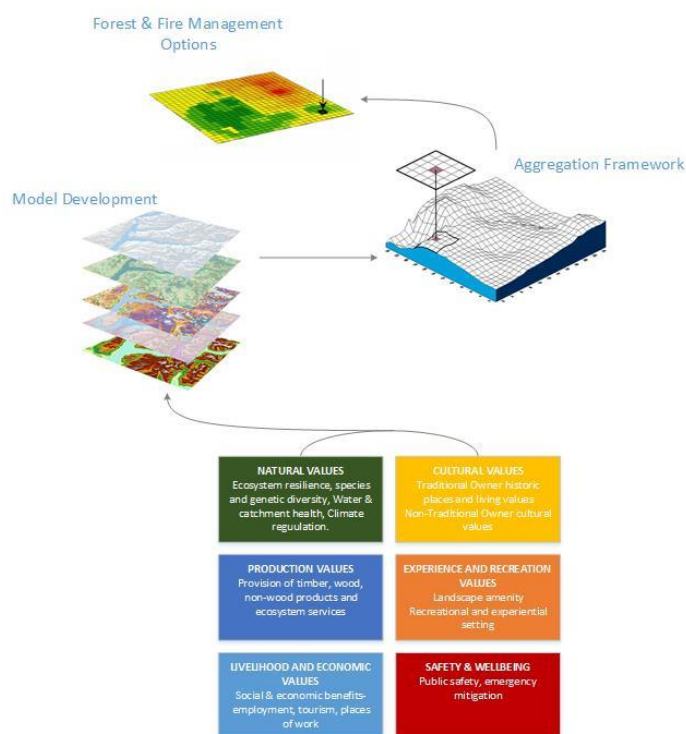 Forest & Fire Management
Options
Aggregation Framework
Model Development
NATURAL VALUES
Ecosystem resilience, species
and genetic diversity, Water &
catchment health, Climate
reguulation.
CULTURAL VALUES
Traditional Owner historic
places and living values
Non-Traditional Owner cultural
values
PRODUCTION VALUES
Provision of timber, wood,
non-wood products and
ecosystem services
EXPERIENCE AND RECREATION
VALUES
Landscape amenity
Recreational and experiential
setting
LIVELIHOOD AND ECONOMIC
VALUES
Social & economic benefits-
employment, tourism, places
of work
SAFETY & WELLBEING
Public safety, emergency
mitigation